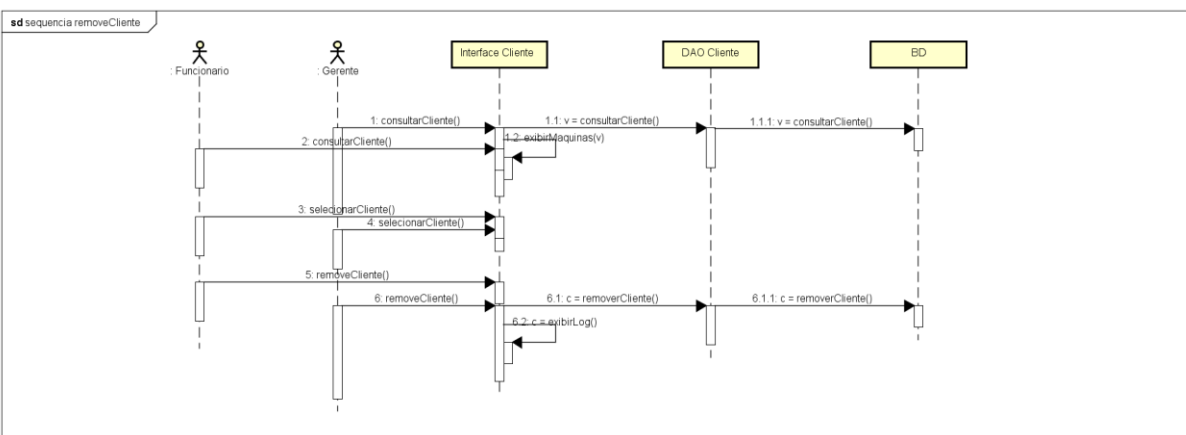 sd sequencia removeCliente
: Funcionario
: Gerente
Interface Cliente
DAO Cliente
BD
1: consultarCliente()
1.1: v = consultarCliente()
1.1.1: v = consultarCliente()
1.2: exibirMaquinas(v)
2: consultarCliente()
3: selecionarCliente()
4: selecionarCliente()
5: removeCliente()
6: removeCliente()
6.1: c = removerCliente()
6.1.1: c = removerCliente()
6.2: c = exibirLog()